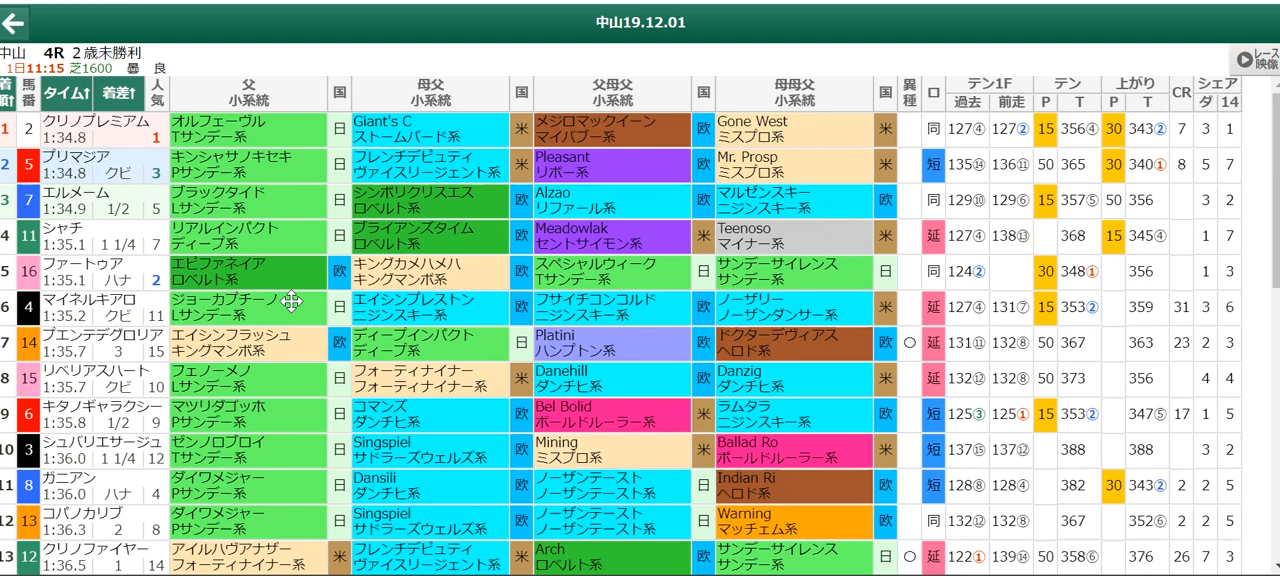 中山19.12.01
中山 4R 2歳未勝利
1日11:15 芝1600 曇 良
レース映像
着順↑ 馬番 タイム↑ 着差↑ 人気 父 小系統 国 母父 小系統 国 父母父 小系統 国 母母父 小系統 国 異種 ロ テン1F 過去 前走 テン P T 上がり P T CR シェア ダ 14
1 2 クリノプレミアム オルフェーヴル 日 Giant's C 米 メジロマックイーン 欧 Gone West 米 同 127④ 127② 15 356④ 30 343② 7 3 1
1:34.8 1 Tサンデー系 ストームバード系 マイバブー系 ミスプロ系
2 5 プリマジア キンシャサノキセキ 日 フレンチデピュティ 米 Pleasant 欧 Mr. Prosp 米 短 135⑭ 136⑪ 50 365 30 340① 8 5 7
1:34.8 クビ 3 Pサンデー系 ヴァイスリージェント系 リボー系 ミスプロ系
3 7 エルメーム ブラックタイド 日 シンボリクリスエス 欧 Alzao 欧 マルゼンスキー 欧 同 129⑩ 129⑥ 15 357⑤ 50 356 3 2
1:34.9 1/2 5 Lサンデー系 ロベルト系 リファール系 ニジンスキー系
4 11 シャチ リアルインパクト 日 ブライアンズタイム 欧 Meadowlak 米 Teenoso 米 延 127④ 138⑬ 368 15 345④ 1 7
1:35.1 1 1/4 7 ディープ系 ロベルト系 セントサイモン系 マイナー系
5 16 ファートゥア エピファネイア 欧 キングカメハメハ 欧 スペシャルウィーク 日 サンデーサイレンス 日 同 124② 30 348① 356 1 3
1:35.1 ハナ 2 ロベルト系 キングマンボ系 Tサンデー系 サンデー系
6 4 マイネルキアロ ジョーカプチーノ 日 エイシンプレストン 欧 フサイチコンコルド 欧 ノーザリー 米 延 127④ 131⑦ 15 353② 359 31 3 6
1:35.2 クビ 11 Lサンデー系 ニジンスキー系 ニジンスキー系 ノーザンダンサー系
7 14 プエンテデグロリア エイシンフラッシュ 欧 ディープインパクト 日 Platini 欧 ドクターデヴィアス 欧 ○ 延 131⑪ 132⑧ 50 367 363 23 2 3
1:35.7 3 15 キングマンボ系 ディープ系 ハンプトン系 ヘロド系
8 15 リベリアスハート フェノーメノ 日 フォーティナイナー 米 Danehill 欧 Danzig 米 延 132⑫ 132⑧ 50 373 356 4 4
1:35.7 クビ 10 Lサンデー系 フォーティナイナー系 ダンチヒ系 ダンチヒ系
9 6 キタノギャラクシー マツリダゴッホ 日 コマンズ 欧 Bel Bolid 米 ラムタラ 欧 短 125③ 125① 15 353② 347⑤ 17 1 5
1:35.8 1/2 9 Pサンデー系 ダンチヒ系 ボールドルーラー系 ニジンスキー系
10 3 シュバリエサージュ ゼンノロブロイ 日 Singspiel 欧 Mining 米 Ballad Ro 米 短 137⑮ 137⑫ 388 388 3 2
1:36.0 1 1/4 12 Tサンデー系 サドラーズウェルズ系 ミスプロ系 ボールドルーラー系
11 8 ガニアン ダイワメジャー 日 Dansili 欧 ノーザンテースト 日 Indian Ri 欧 短 128⑧ 128④ 382 30 343② 2 2 5
1:36.0 ハナ 4 Pサンデー系 ダンチヒ系 ノーザンテースト系 ヘロド系
12 13 コパノカリブ ダイワメジャー 日 Singspiel 欧 ノーザンテースト 日 Warning 欧 同 132⑫ 132⑧ 367 352⑥ 2 2 5
1:36.3 2 8 Pサンデー系 サドラーズウェルズ系 ノーザンテースト系 マッチェム系
13 12 クリノファイヤー アイルハヴアナザー 米 フレンチデピュティ 米 Arch 欧 サンデーサイレンス 日 ○ 延 122① 139⑭ 50 358⑥ 376 26 7 3
1:36.5 1 14 フォーティナイナー系 ヴァイスリージェント系 ロベルト系 サンデー系